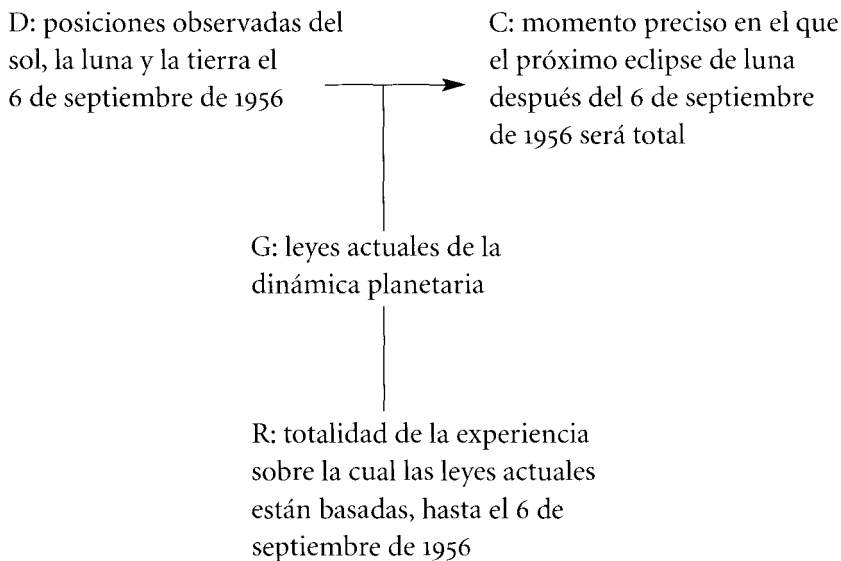 D: posiciones observadas del
sol, la luna y la tierra el
6 de septiembre de 1956
C: momento preciso en el que
el próximo eclipse de luna
después del 6 de septiembre
de 1956 será total
G: leyes actuales de la
dinámica planetaria
R: totalidad de la experiencia
sobre la cual las leyes actuales
están basadas, hasta el 6 de
septiembre de 1956